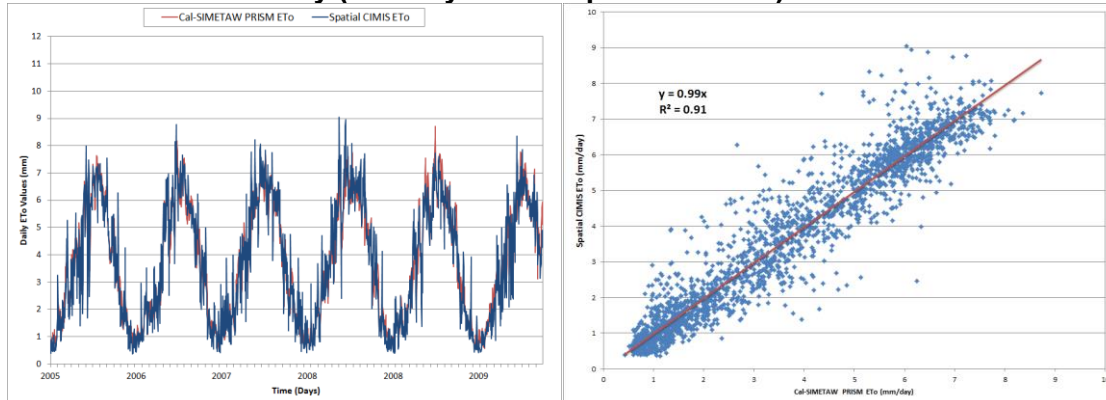 Cal-SIMETAW PRISM ETo Spatial CIMIS ETo
12
11
10
9
8
7
6
5
4
3
2
1
0
Daily ETo Values (mm)
2005 2006 2007 2008 2008 2009
Time (Days)
10
9
8
7
6
5
4
3
2
1
0
Spatial CIMIS ETo (mm/day)
y = 0.99x
R² = 0.91
0 1 2 3 4 5 6 7 8 9
Cal-SIMETAW PRISM ETo (mm/day)